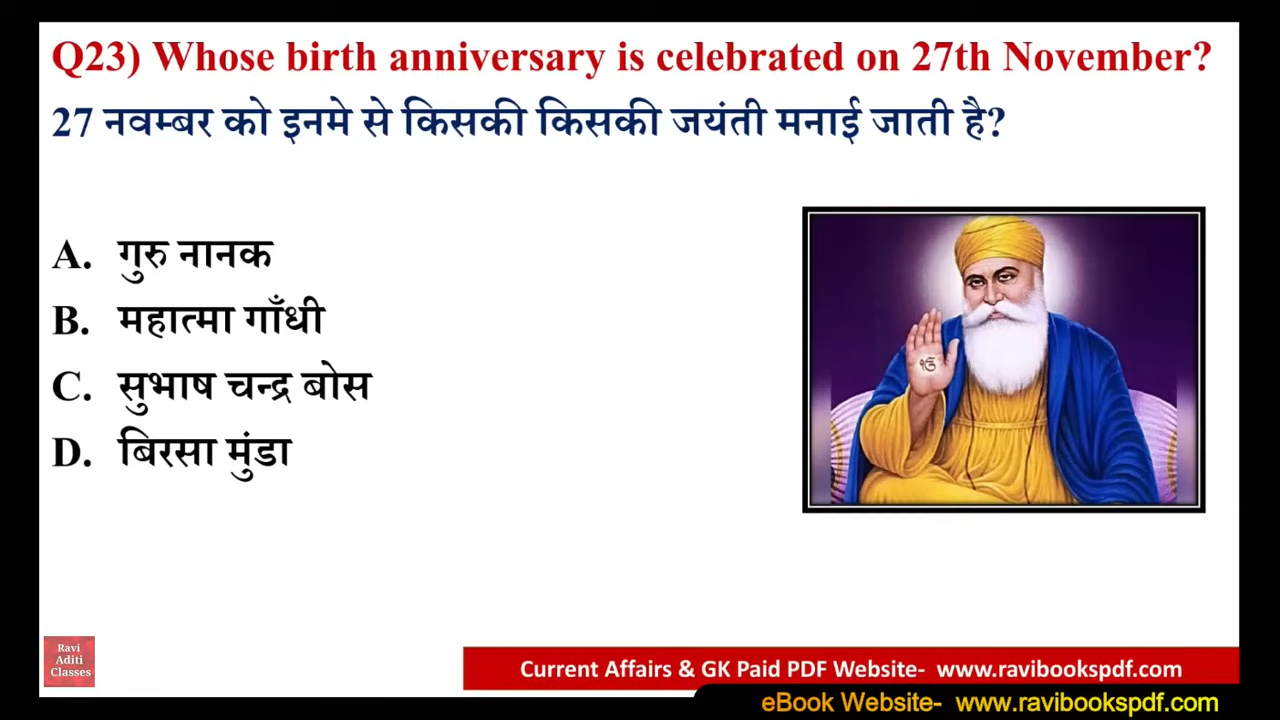 Q23) Whose birth anniversary is celebrated on 27th November?
27 नवम्बर को इनमे से किसकी किसकी जयंती मनाई जाती है?
A. गुरु नानक
B. महात्मा गाँधी
C. सुभाष चन्द्र बोस
D. बिरसा मुंडा
ੴ
Ravi
Aditi
Classes
Current Affairs & GK Paid PDF Website- www.ravibookspdf.com
eBook Website- www.ravibookspdf.com